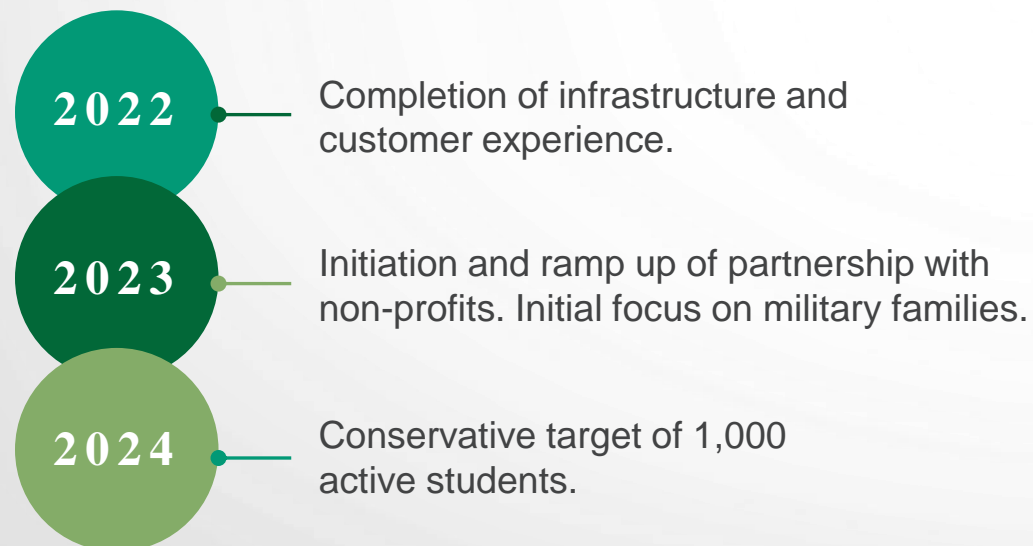 2022
Completion of infrastructure and
customer experience.
2023
Initiation and ramp up of partnership with
non-profits. Initial focus on military families.
2024
Conservative target of 1,000
active students.